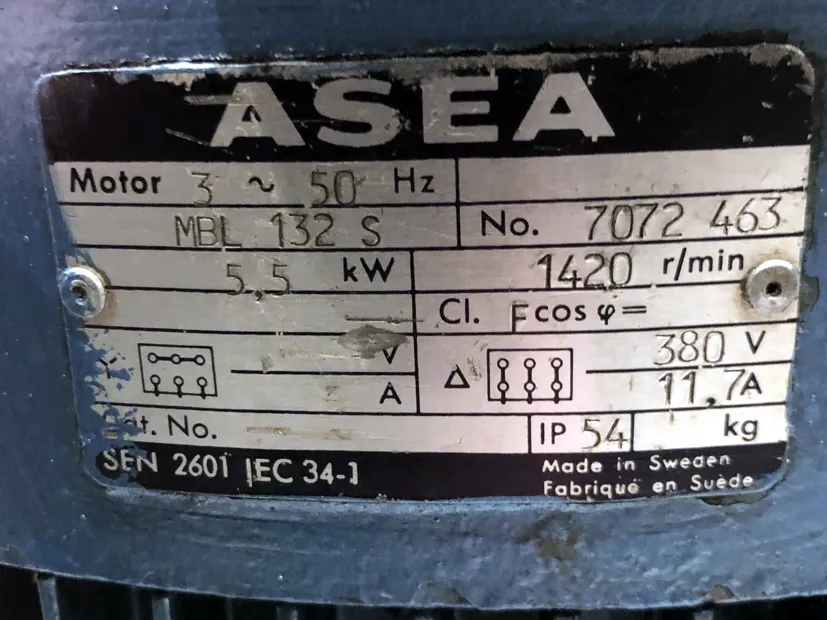 ASEA
Motor 3 ~ 50 Hz
MBL 132 S No. 7072 463
5,5 kW 1420 r/min
Cl. F cos φ =
Y V Δ 380 V
A 11,7 A
No. IP 54 kg
SEN 2601 IEC 34-1 Made in Sweden
Fabriqué en Suède